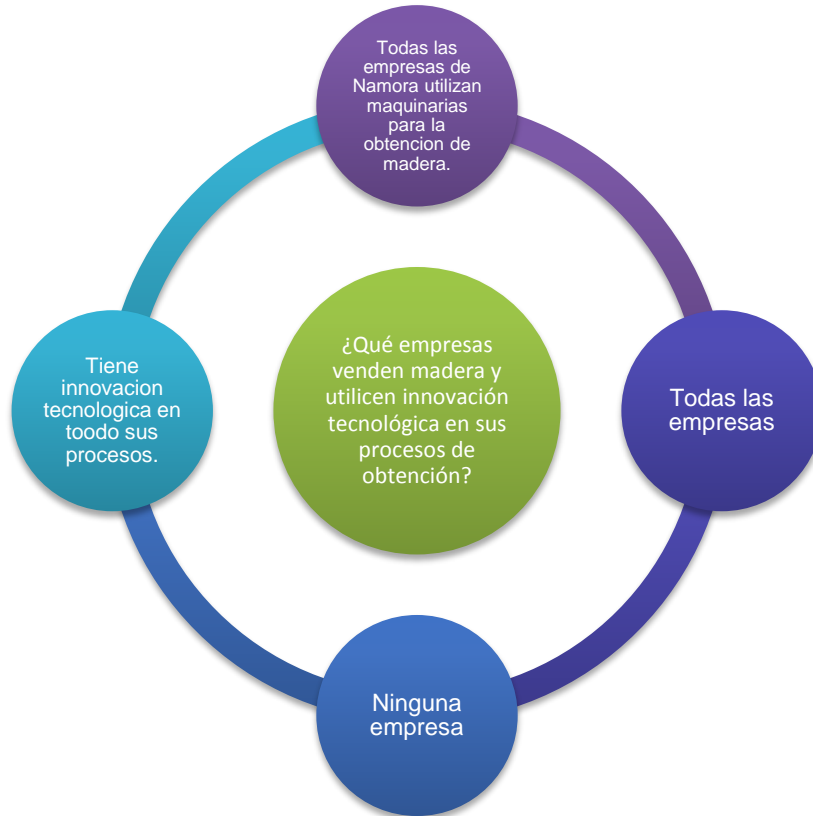 Todas las
empresas de
Namora utilizan
maquinarias
para la
obtencion de
madera.
¿Qué empresas
venden madera y
utilicen innovación
tecnológica en sus
procesos de
obtención?
Tiene
innovacion
tecnologica en
toodo sus
procesos.
Todas las
empresas
Ninguna
empresa